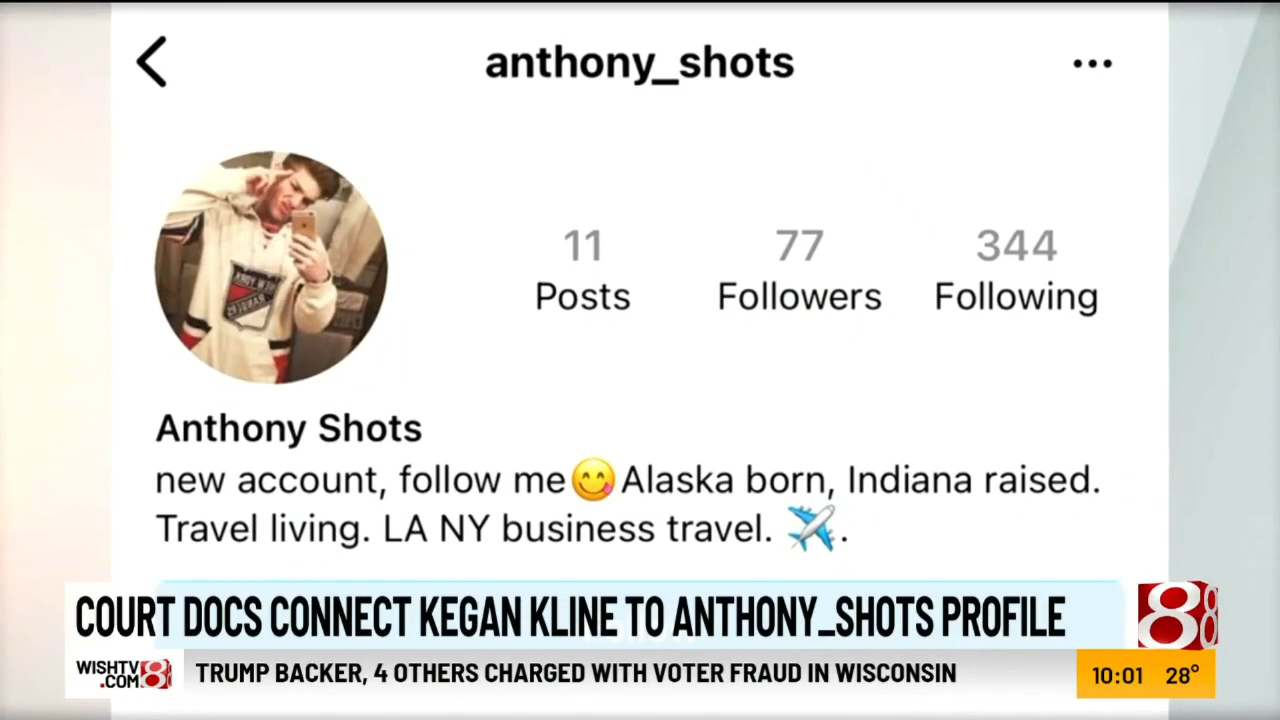 anthony_shots
11 77 344
Posts Followers Following
Anthony Shots
new account, follow me😋Alaska born, Indiana raised.
Travel living. LA NY business travel. ✈️.
COURT DOCS CONNECT KEGAN KLINE TO ANTHONY_SHOTS PROFILE
8
WISHTV
.COM 8
TRUMP BACKER, 4 OTHERS CHARGED WITH VOTER FRAUD IN WISCONSIN
10:01 28°